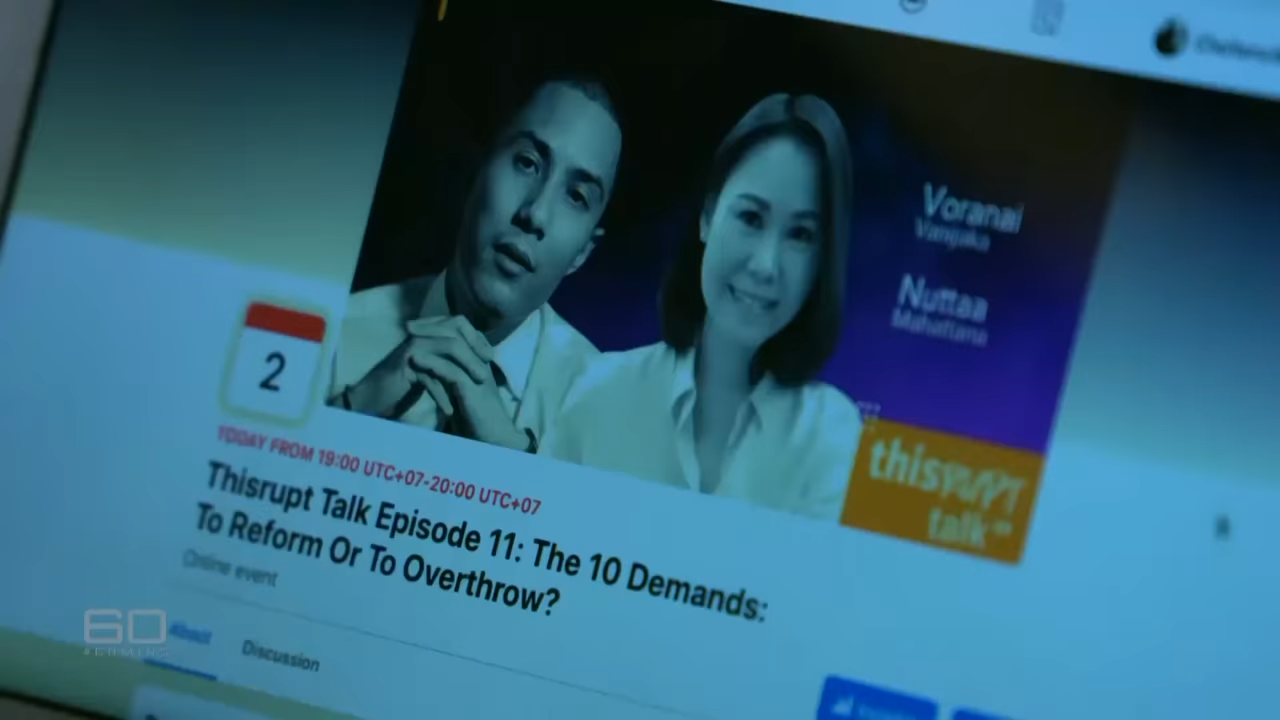 Voranai
Vanijaka
Nuttaa
Mahattana
thisrupt
talk
2
TODAY FROM 19:00 UTC+07-20:00 UTC+07
Thisrupt Talk Episode 11: The 10 Demands:
To Reform Or To Overthrow?
Online event
About
Discussion
60